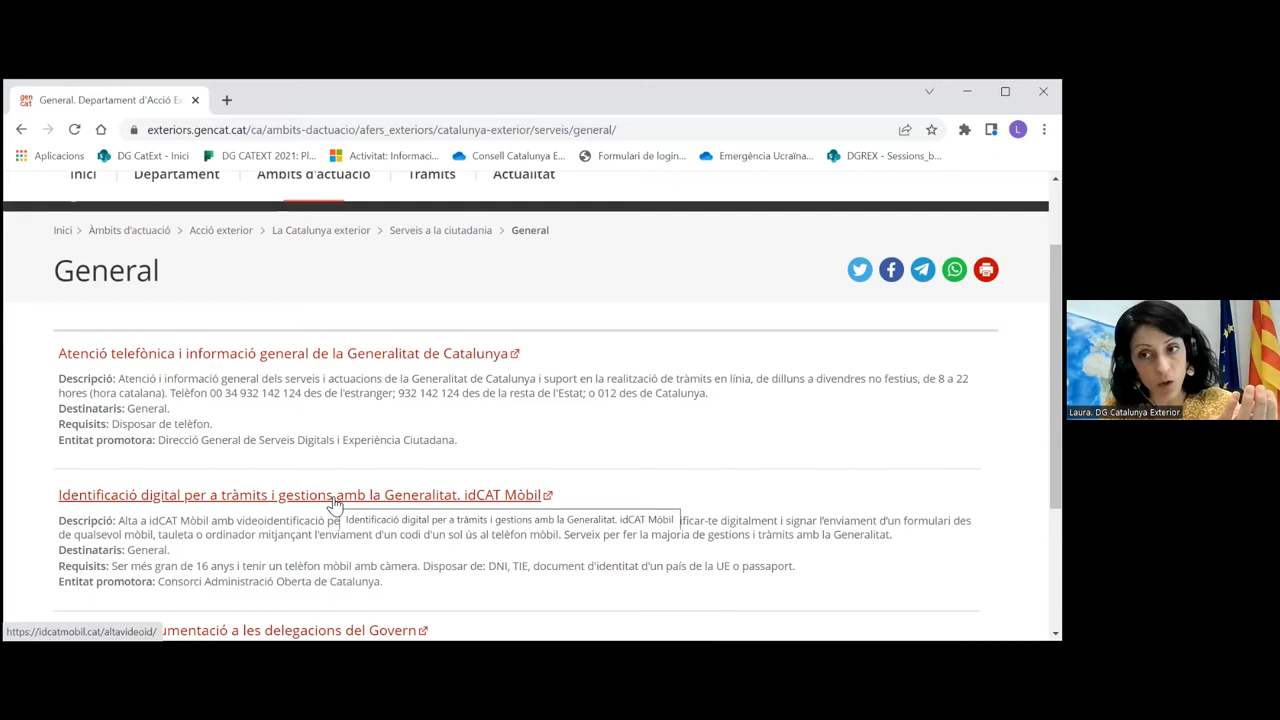 gen
cat
General. Departament d'Acció Ex
exteriors.gencat.cat/ca/ambits-dactuacio/afers_exteriors/catalunya-exterior/serveis/general/
L
Aplicacions
DG CatExt - Inici
DG CATEXT 2021: Pl...
Activitat: Informaci...
Consell Catalunya E...
Formulari de login...
Emergència Ucraïna...
DGREX - Sessions_b...
Inici
Departament
Àmbits d'actuació
Tràmits
Actualitat
Inici > Àmbits d'actuació > Acció exterior > La Catalunya exterior > Serveis a la ciutadania > General
General
Atenció telefònica i informació general de la Generalitat de Catalunya
Descripció: Atenció i informació general dels serveis i actuacions de la Generalitat de Catalunya i suport en la realització de tràmits en línia, de dilluns a divendres no festius, de 8 a 22
hores (hora catalana). Telèfon 00 34 932 142 124 des de l'estranger; 932 142 124 des de la resta de l'Estat; o 012 des de Catalunya.
Destinataris: General.
Requisits: Disposar de telèfon.
Entitat promotora: Direcció General de Serveis Digitals i Experiència Ciutadana.
Identificació digital per a tràmits i gestions amb la Generalitat. idCAT Mòbil
Descripció: Alta a idCAT Mòbil amb videoidentificació pe
Identificació digital per a tràmits i gestions amb la Generalitat. idCAT Mòbil
ficar-te digitalment i signar l'enviament d'un formulari des
de qualsevol mòbil, tauleta o ordinador mitjançant l'enviament d'un codi d'un sol ús al telèfon mòbil. Serveix per fer la majoria de gestions i tràmits amb la Generalitat.
Destinataris: General.
Requisits: Ser més gran de 16 anys i tenir un telèfon mòbil amb càmera. Disposar de: DNI, TIE, document d'identitat d'un país de la UE o passaport.
Entitat promotora: Consorci Administració Oberta de Catalunya.
umentació a les delegacions del Govern
https://idcatmobil.cat/altavideoid/
Laura. DG Catalunya Exterior